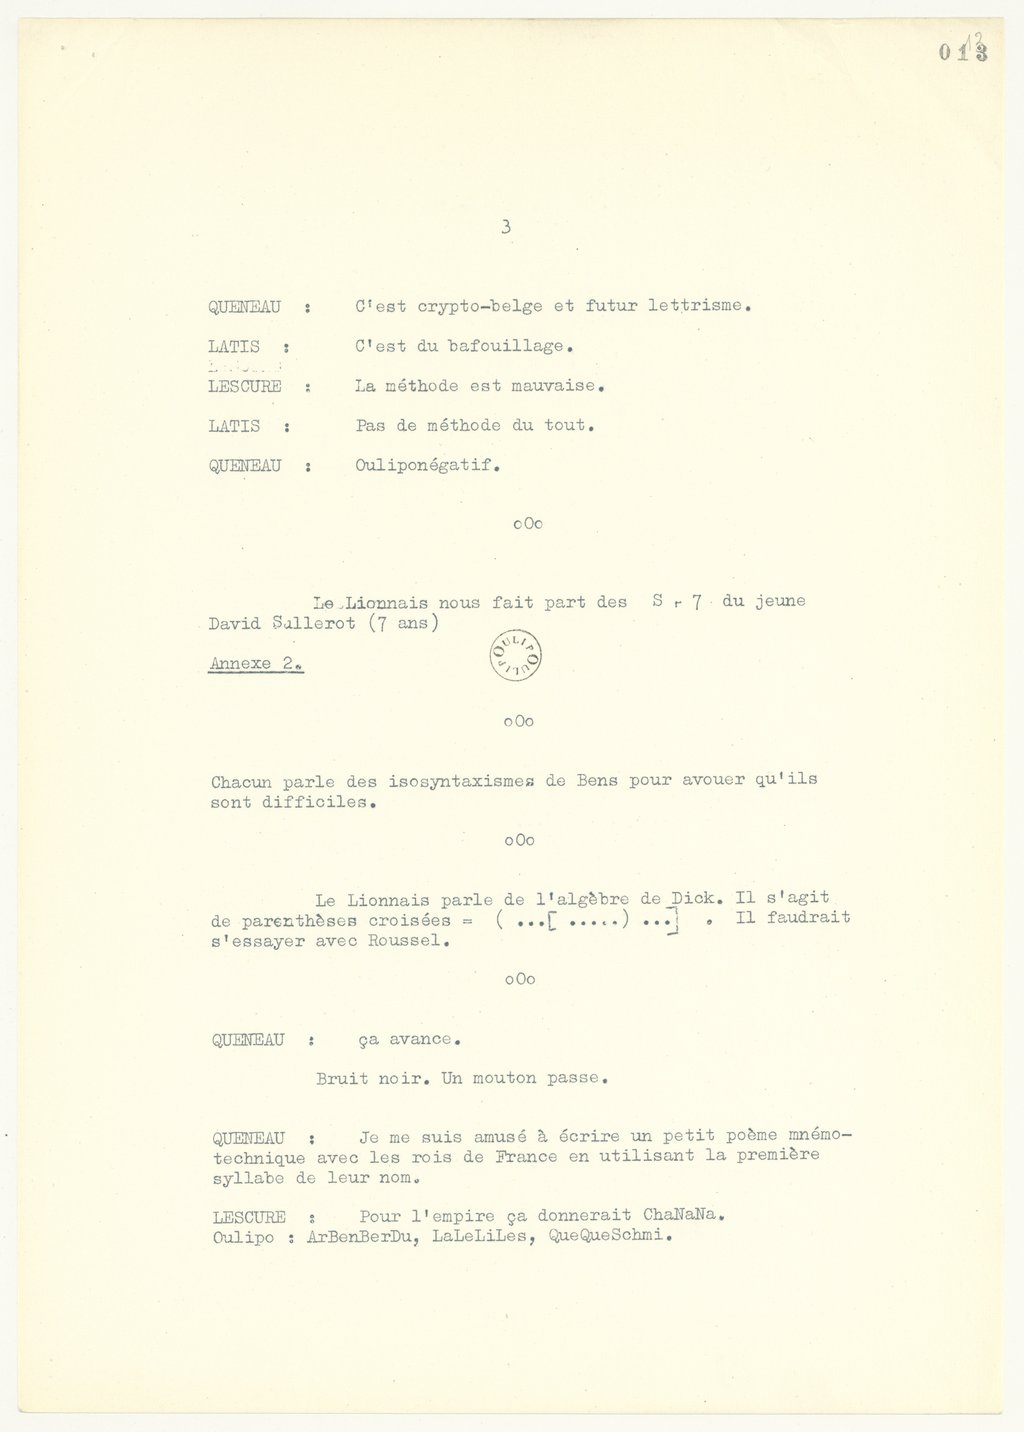 013
12
3
QUENEAU : C'est crypto-belge et futur lettrisme.
LATIS : C'est du bafouillage.
LESCURE : La méthode est mauvaise.
LATIS : Pas de méthode du tout.
QUENEAU : Ouliponégatif.
oOo
Le Lionnais nous fait part des S + 7 du jeune
David Sullerot (7 ans)
Annexe 2.
OULIPO OULIPO
oOo
Chacun parle des isosyntaxismes de Bens pour avouer qu'ils
sont difficiles.
oOo
Le Lionnais parle de l'algèbre de Dick. Il s'agit
de parenthèses croisées = ( ...[ .....) ...] . Il faudrait
s'essayer avec Roussel.
oOo
QUENEAU : ça avance.
Bruit noir. Un mouton passe.
QUENEAU : Je me suis amusé à écrire un petit poème mnémo-
technique avec les rois de France en utilisant la première
syllabe de leur nom.
LESCURE : Pour l'empire ça donnerait ChaNaNa.
Oulipo : ArBenBerDu, LaLeLiLes, QueQueSchmi.